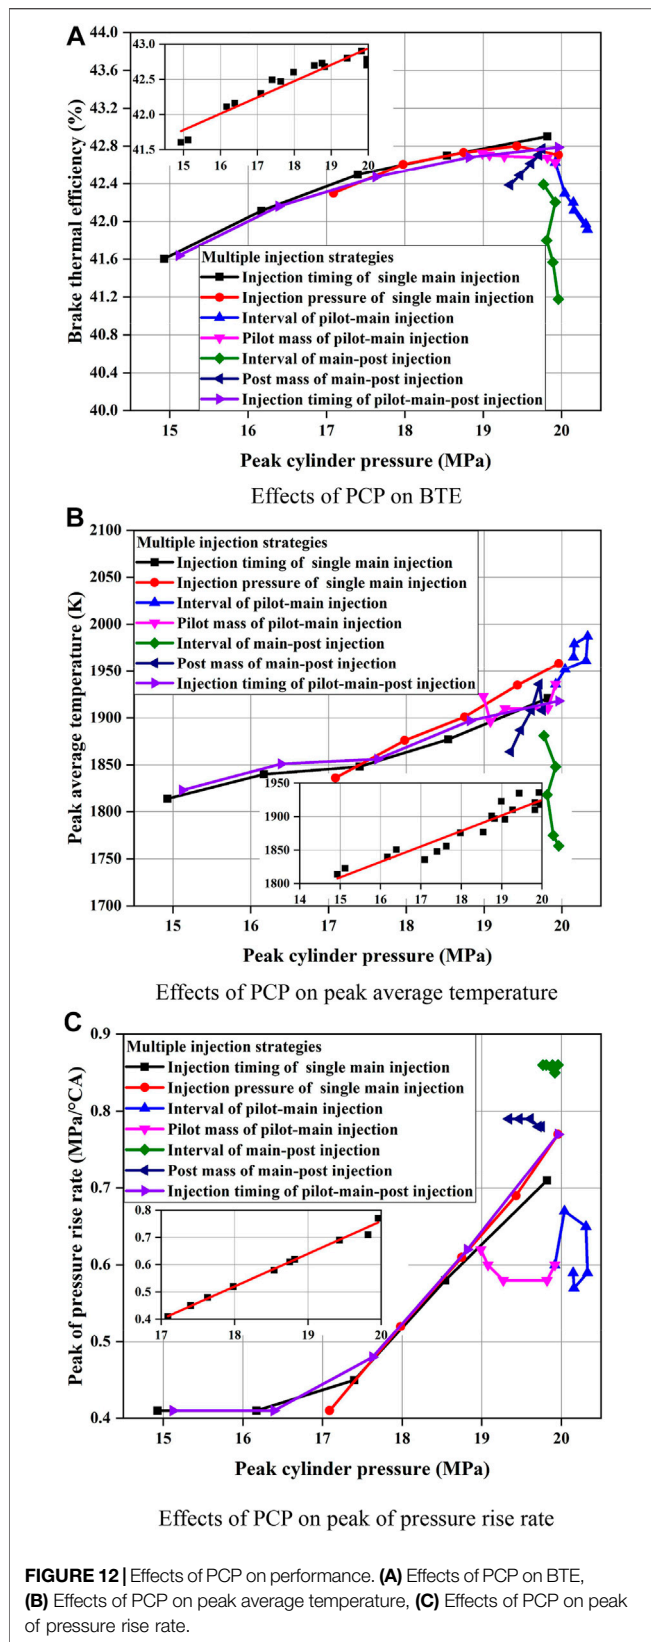 A
44.0
43.6
43.2
42.8
42.4
42.0
41.6
41.2
40.8
40.4
40.0
Brake thermal efficiency (%)
43.0
42.5
42.0
41.5
15 16 17 18 19 20
Multiple injection strategies
Injection timing of single main injection
Injection pressure of single main injection
Interval of pilot-main injection
Pilot mass of pilot-main injection
Interval of main-post injection
Post mass of main-post injection
Injection timing of pilot-main-post injection
15 16 17 18 19 20
Peak cylinder pressure (MPa)
Effects of PCP on BTE
B
2100
2050
2000
1950
1900
1850
1800
1750
1700
Peak average temperature (K)
Multiple injection strategies
Injection timing of single main injection
Injection pressure of single main injection
Interval of pilot-main injection
Pilot mass of pilot-main injection
Interval of main-post injection
Post mass of main-post injection
Injection timing of pilot-main-post injection
1950
1900
1850
1800
14 15 16 17 18 19 20
15 16 17 18 19 20
Peak cylinder pressure (MPa)
Effects of PCP on peak average temperature
C
0.9
0.8
0.7
0.6
0.5
0.4
Peak of pressure rise rate (MPa/°CA)
Multiple injection strategies
Injection timing of single main injection
Injection pressure of single main injection
Interval of pilot-main injection
Pilot mass of pilot-main injection
Interval of main-post injection
Post mass of main-post injection
Injection timing of pilot-main-post injection
0.8
0.7
0.6
0.5
0.4
17 18 19 20
15 16 17 18 19 20
Peak cylinder pressure (MPa)
Effects of PCP on peak of pressure rise rate
FIGURE 12 | Effects of PCP on performance. (A) Effects of PCP on BTE,
(B) Effects of PCP on peak average temperature, (C) Effects of PCP on peak
of pressure rise rate.